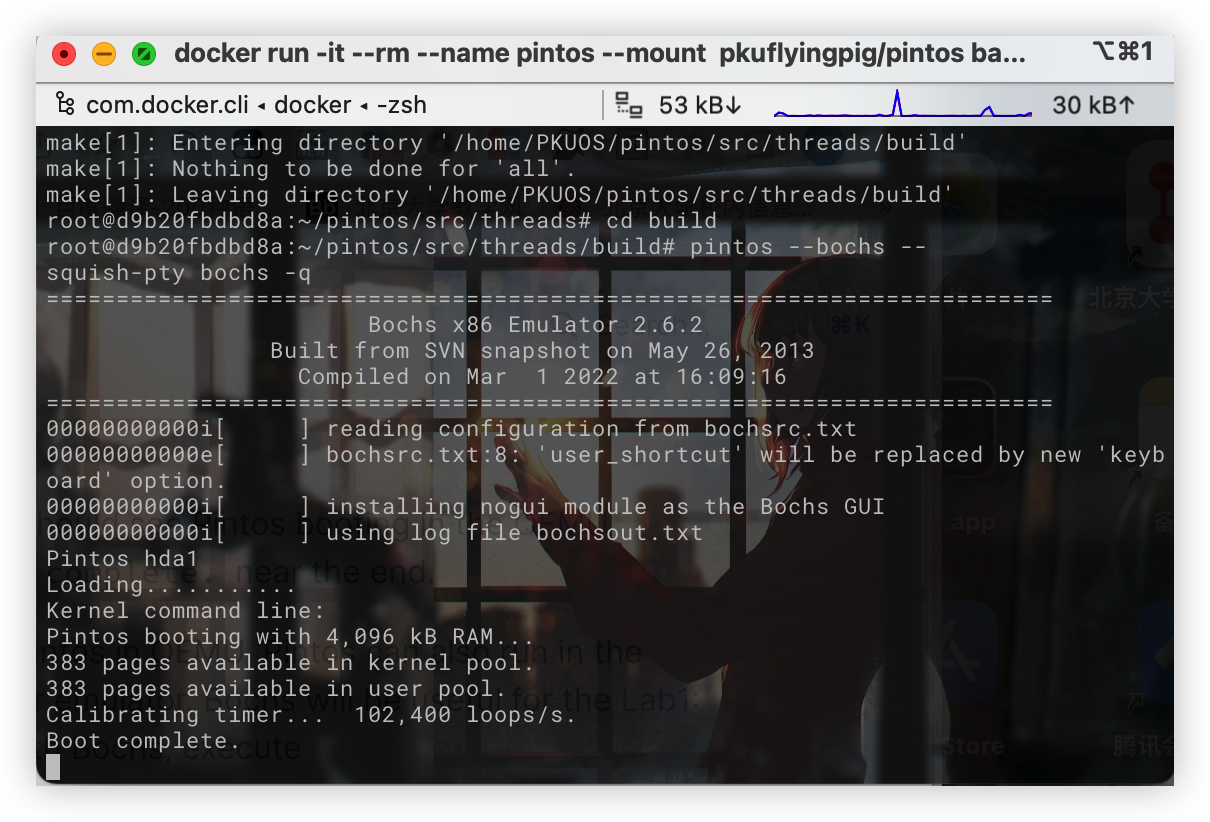 docker run -it --rm --name pintos --mount  pkuflyingpig/pintos ba... ⌥⌘1
com.docker.cli ◂ docker ◂ -zsh 53 kB↓ 30 kB↑
make[1]: Entering directory '/home/PKUOS/pintos/src/threads/build'
make[1]: Nothing to be done for 'all'.
make[1]: Leaving directory '/home/PKUOS/pintos/src/threads/build'
root@d9b20fbdbd8a:~/pintos/src/threads# cd build
root@d9b20fbdbd8a:~/pintos/src/threads/build# pintos --bochs --
squish-pty bochs -q
========================================================================
Bochs x86 Emulator 2.6.2
Built from SVN snapshot on May 26, 2013
Compiled on Mar  1 2022 at 16:09:16
========================================================================
00000000000i[     ] reading configuration from bochsrc.txt
00000000000e[     ] bochsrc.txt:8: 'user_shortcut' will be replaced by new 'keyb
oard' option.
00000000000i[     ] installing nogui module as the Bochs GUI
00000000000i[     ] using log file bochsout.txt
Pintos hda1
Loading...........
Kernel command line:
Pintos booting with 4,096 kB RAM...
383 pages available in kernel pool.
383 pages available in user pool.
Calibrating timer...  102,400 loops/s.
Boot complete.